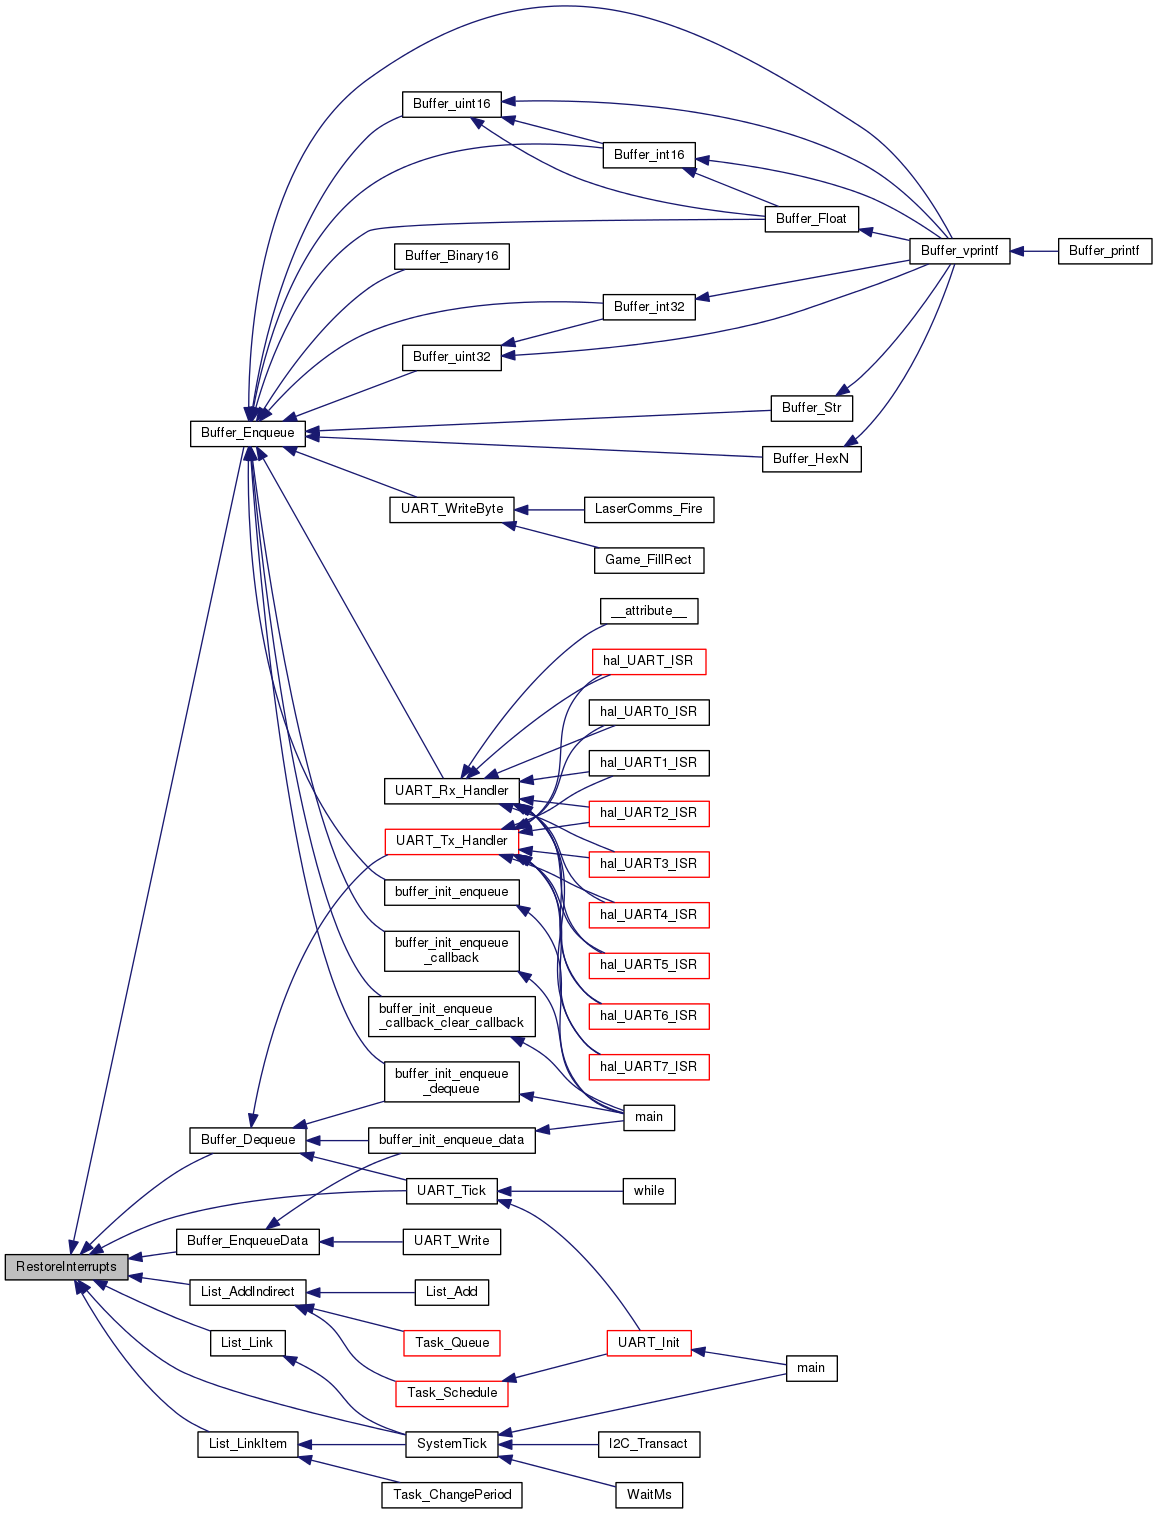 Buffer_uint16
Buffer_int16
Buffer_Float
Buffer_Binary16
Buffer_vprintf
Buffer_printf
Buffer_int32
Buffer_uint32
Buffer_Str
Buffer_Enqueue
Buffer_HexN
UART_WriteByte
LaserComms_Fire
Game_FillRect
__attribute__
hal_UART_ISR
hal_UART0_ISR
hal_UART1_ISR
UART_Rx_Handler
hal_UART2_ISR
UART_Tx_Handler
hal_UART3_ISR
buffer_init_enqueue
hal_UART4_ISR
buffer_init_enqueue
_callback
hal_UART5_ISR
buffer_init_enqueue
_callback_clear_callback
hal_UART6_ISR
hal_UART7_ISR
buffer_init_enqueue
_dequeue
main
Buffer_Dequeue
buffer_init_enqueue_data
UART_Tick
while
Buffer_EnqueueData
UART_Write
RestoreInterrupts
List_AddIndirect
List_Add
List_Link
Task_Queue
UART_Init
main
Task_Schedule
List_LinkItem
SystemTick
I2C_Transact
Task_ChangePeriod
WaitMs